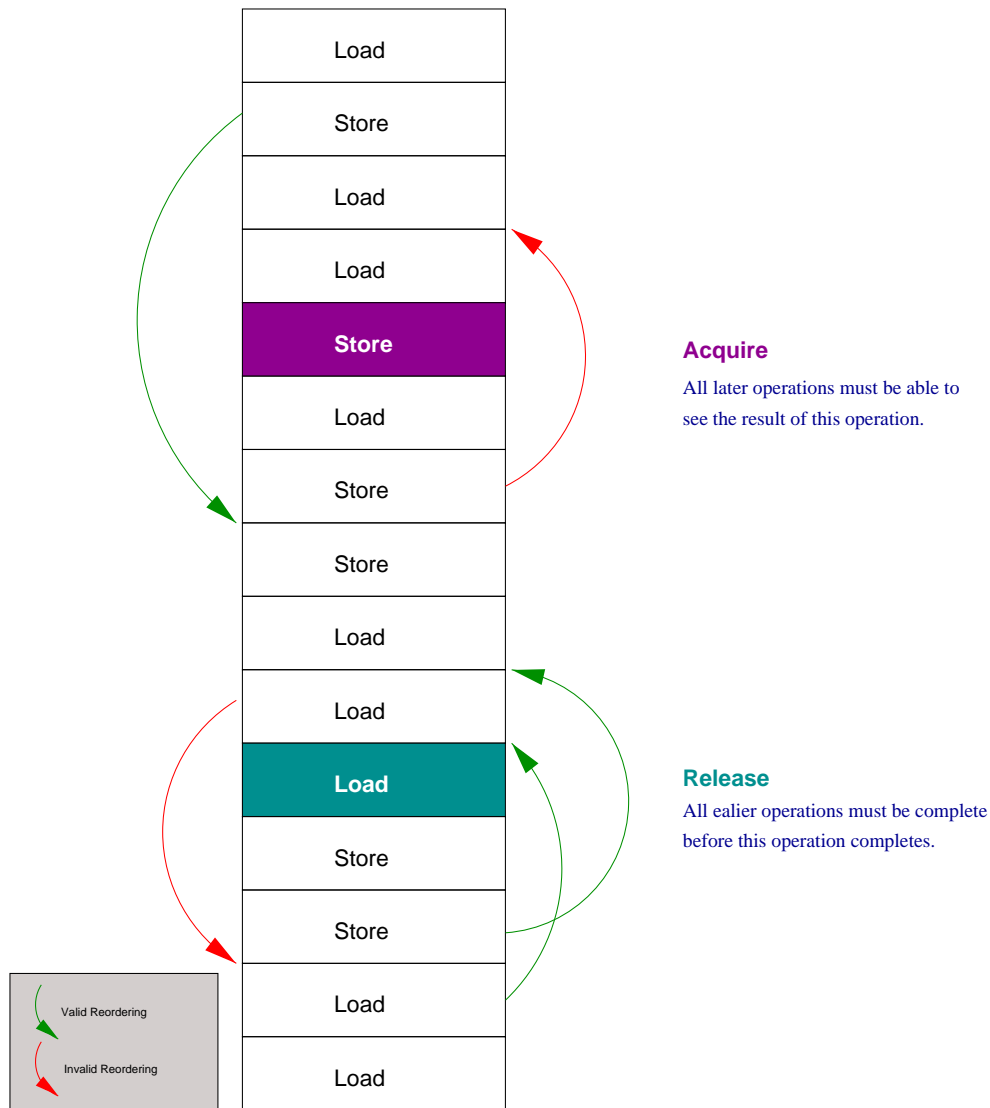 Load
Store
Load
Load
Store
Load
Store
Store
Load
Load
Load
Store
Store
Load
Load
Acquire
All later operations must be able to
see the result of this operation.
Release
All ealier operations must be complete
before this operation completes.
Valid Reordering
Invalid Reordering